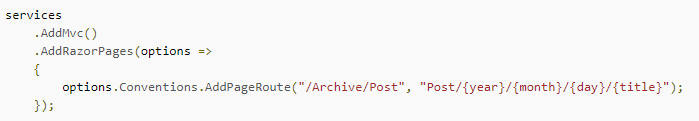 services
    .AddMvc()
    .AddRazorPages(options =>
    {
        options.Conventions.AddPageRoute("/Archive/Post", "Post/{year}/{month}/{day}/{title}");
    });